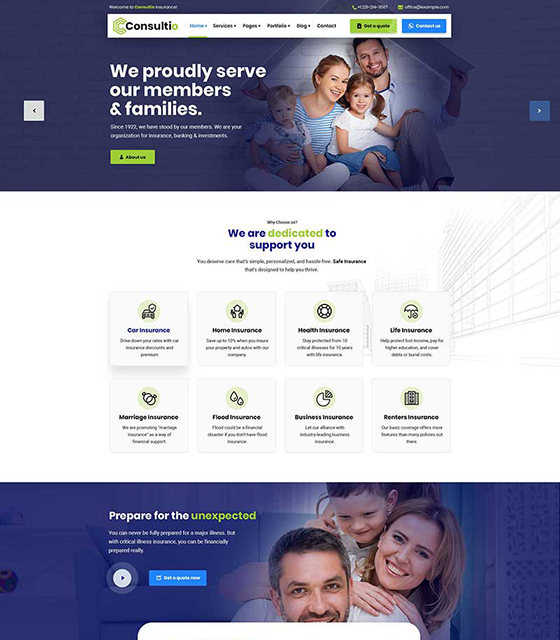 Welcome to Consultio Insurance!
+1 231-214-3587
office@example.com
Consultio
Home
Services
Pages
Portfolio
Blog
Contact
Get a quote
Contact us
We proudly serve
our members
& families.
Since 1922, we have stood by our members. We are your
organization for insurance, banking & investments.
About us
Why Choose us?
We are dedicated to
support you
You deserve care that's simple, personalized, and hassle-free. Safe Insurance
that's designed to help you thrive.
Car Insurance
Drive down your rates with car
insurance discounts and
premium
Home Insurance
Save up to 10% when you insure
your property and autos with our
company.
Health Insurance
Stay protected from 10
critical illnesses for 10 years
with life insurance.
Life Insurance
Help protect lost income, pay for
higher education, and cover
debts or burial costs.
Marriage Insurance
We are promoting "marriage
insurance" as a way of
financial support.
Flood Insurance
Flood could be a financial
disaster if you don't have flood
insurance.
Business Insurance
Let our alliance with
industry-leading business
insurance.
Renters Insurance
Our basic coverage offers more
features than many policies out
there.
Prepare for the unexpected
You can never be fully prepared for a major illness. But
with critical illness insurance, you can be financially
prepared really.
Get a quote now